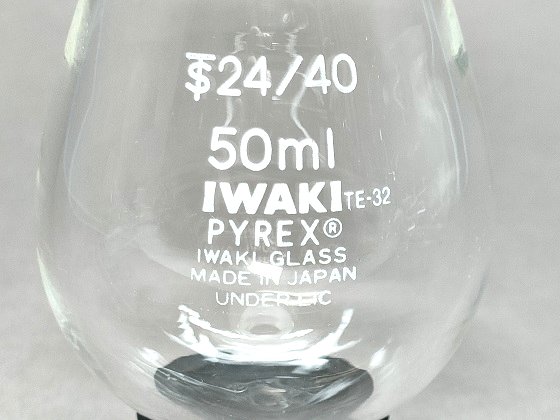 $24/40
50ml
IWAKI TE-32
PYREX®
IWAKI GLASS
MADE IN JAPAN
UNDER LIC